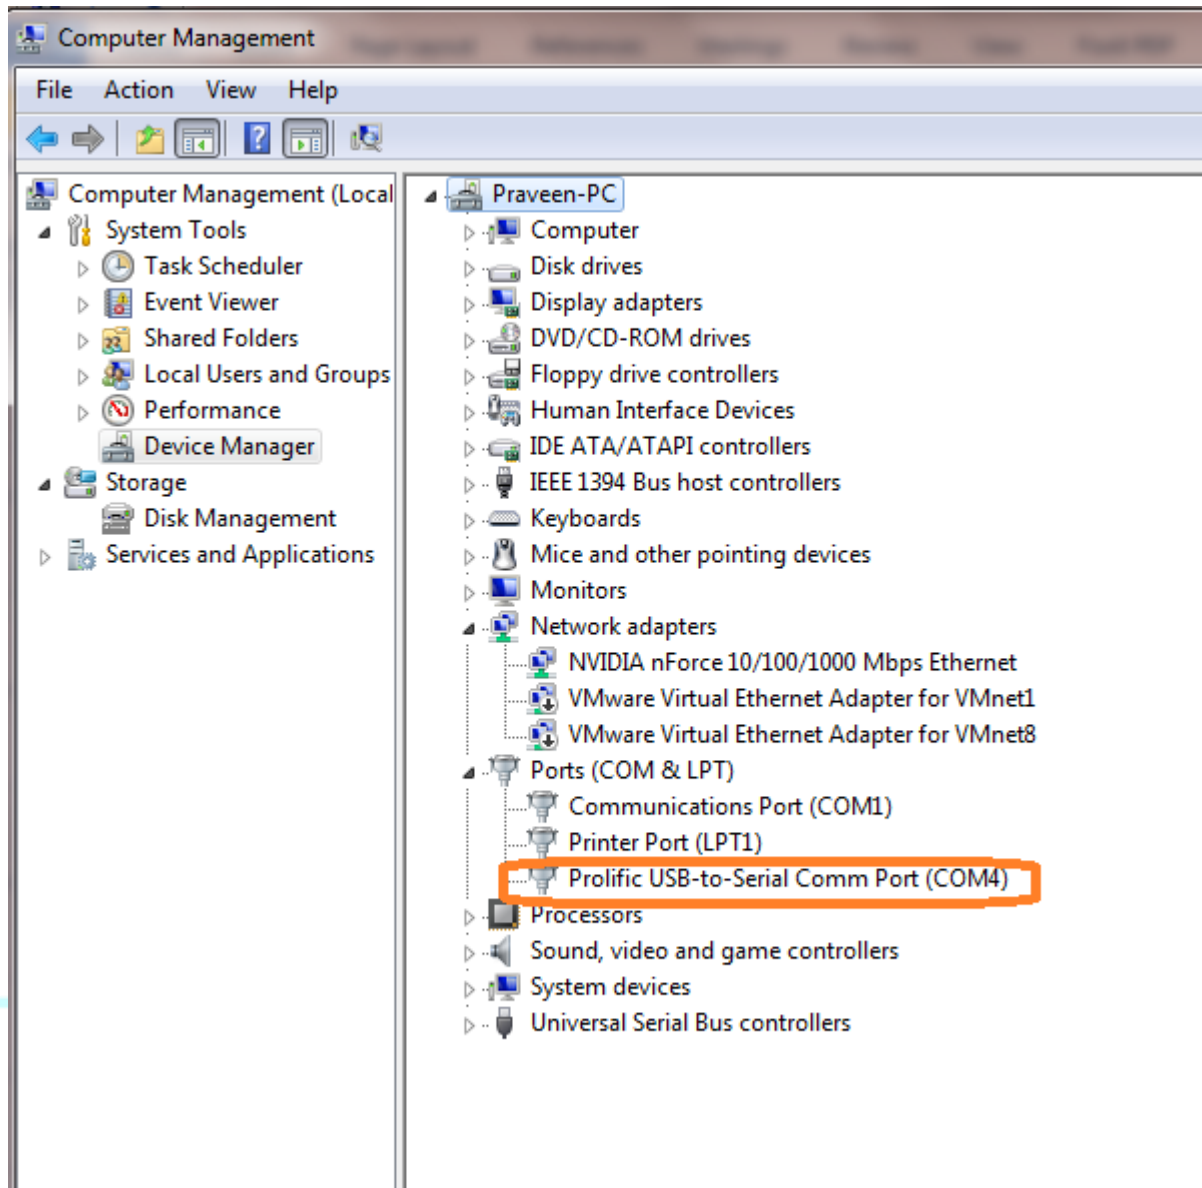 Computer Management
File Action View Help
Computer Management (Local
System Tools
Task Scheduler
Event Viewer
Shared Folders
Local Users and Groups
Performance
Device Manager
Storage
Disk Management
Services and Applications
Praveen-PC
Computer
Disk drives
Display adapters
DVD/CD-ROM drives
Floppy drive controllers
Human Interface Devices
IDE ATA/ATAPI controllers
IEEE 1394 Bus host controllers
Keyboards
Mice and other pointing devices
Monitors
Network adapters
NVIDIA nForce 10/100/1000 Mbps Ethernet
VMware Virtual Ethernet Adapter for VMnet1
VMware Virtual Ethernet Adapter for VMnet8
Ports (COM & LPT)
Communications Port (COM1)
Printer Port (LPT1)
Prolific USB-to-Serial Comm Port (COM4)
Processors
Sound, video and game controllers
System devices
Universal Serial Bus controllers